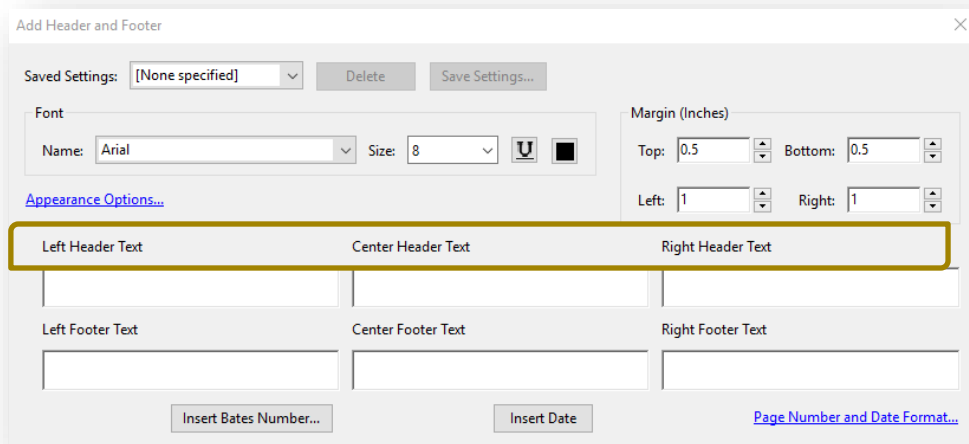 Add Header and Footer
Saved Settings: [None specified] Delete Save Settings...
Font Margin (Inches)
Name: Arial Size: 8 U Top: 0.5 Bottom: 0.5
Appearance Options... Left: 1 Right: 1
Left Header Text Center Header Text Right Header Text
Left Footer Text Center Footer Text Right Footer Text
Insert Bates Number... Insert Date Page Number and Date Format...